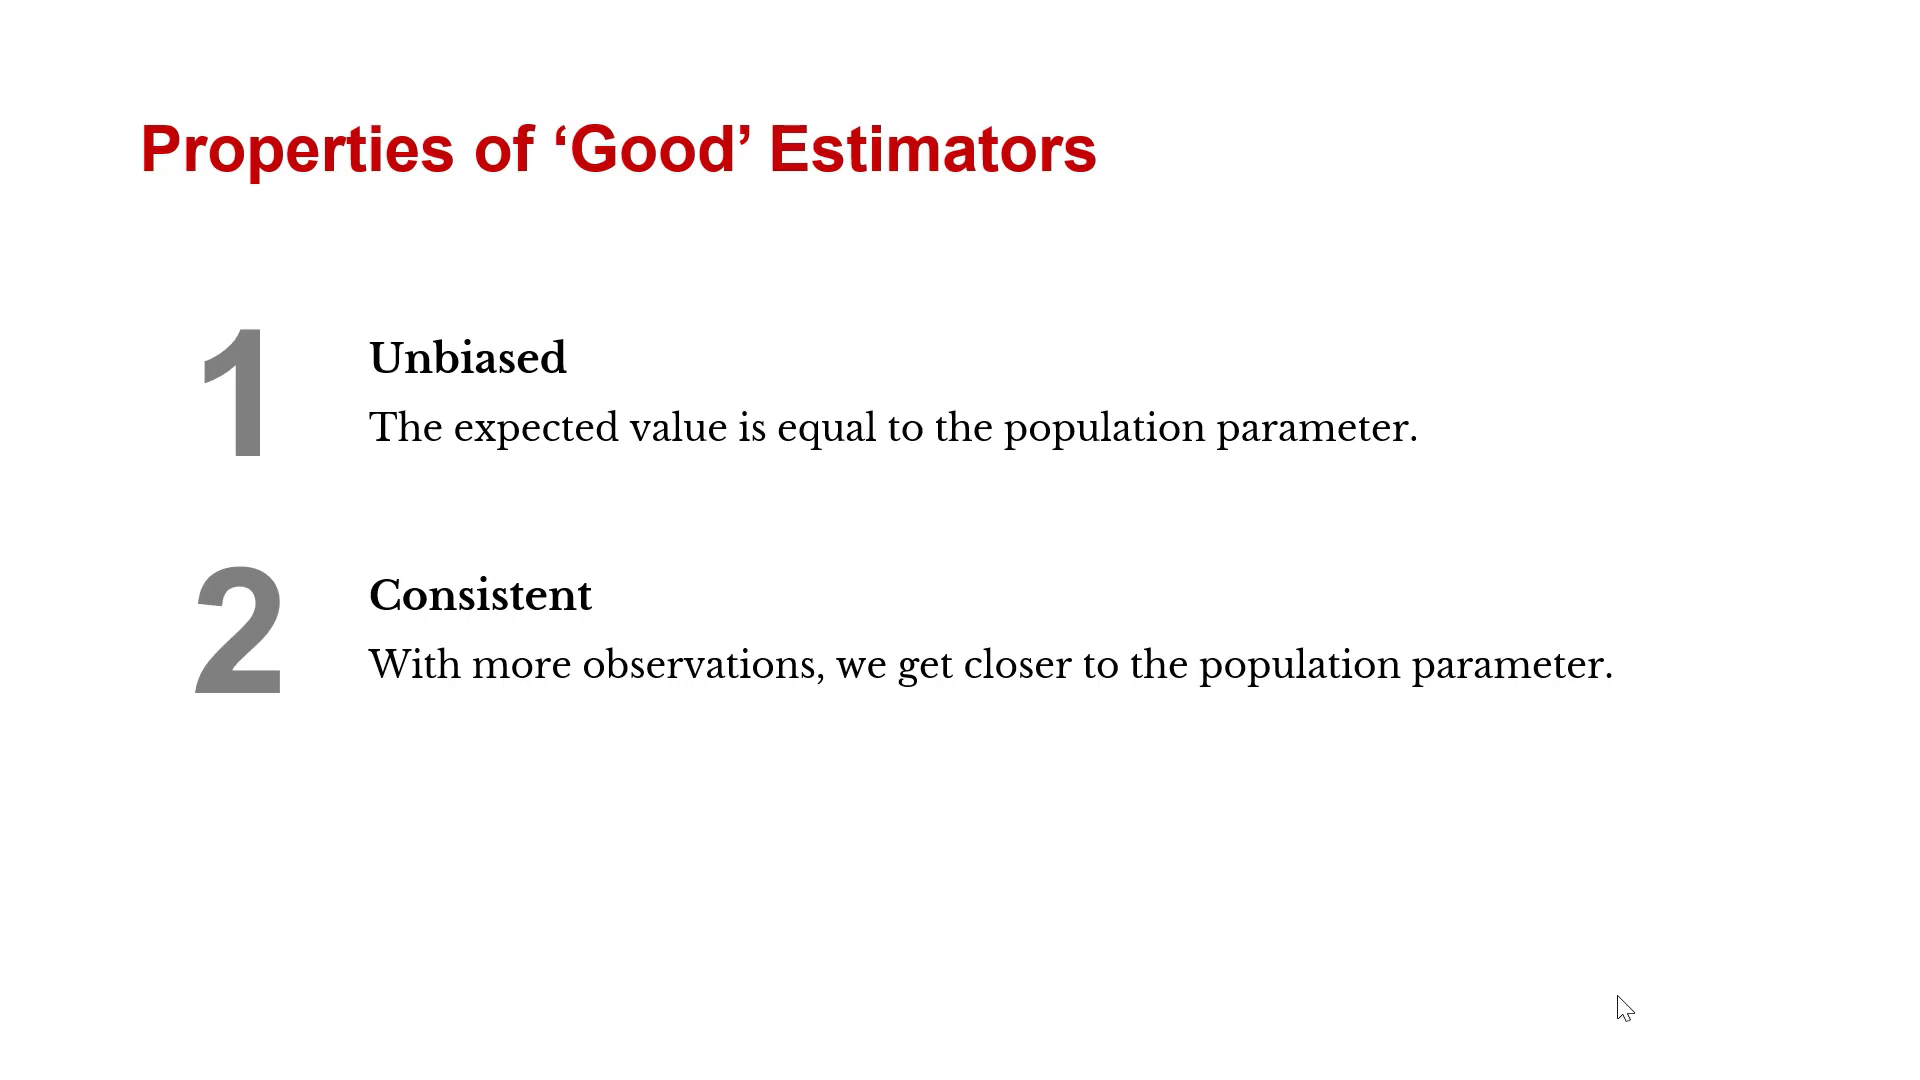 Properties of ‘Good’ Estimators
1
Unbiased
The expected value is equal to the population parameter.
2
Consistent
With more observations, we get closer to the population parameter.